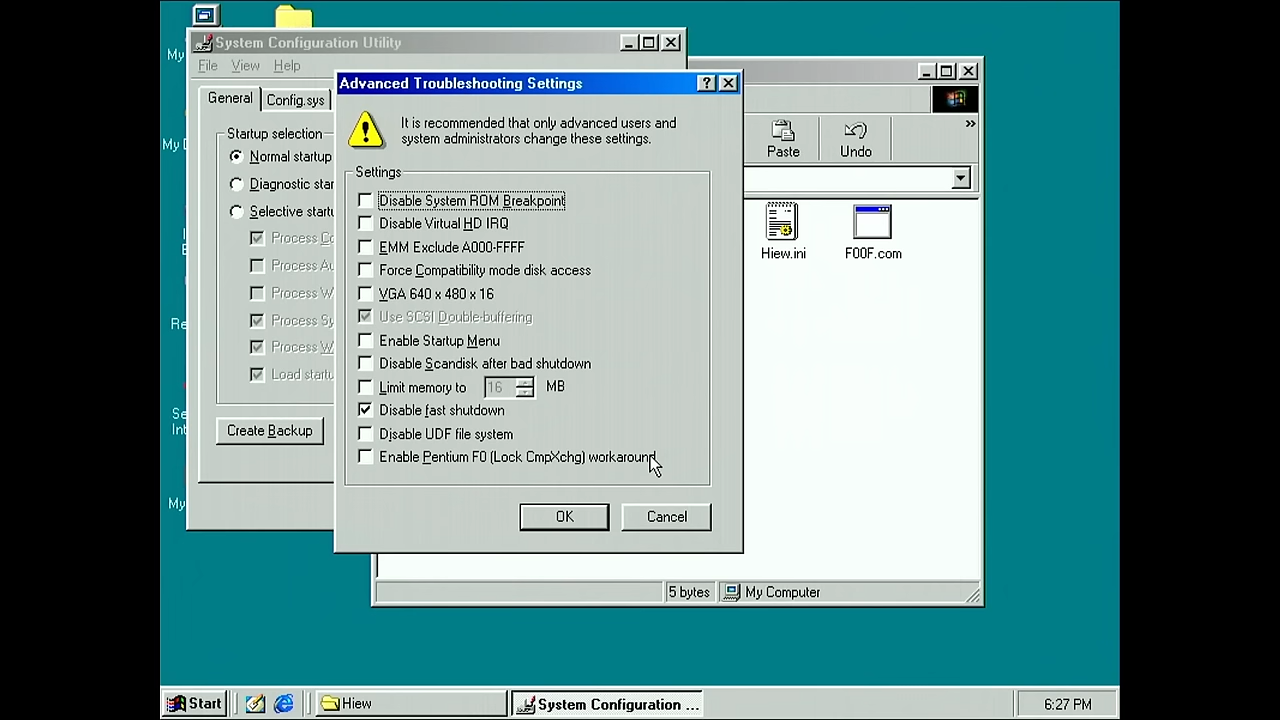 My
System Configuration Utility
File View Help
General Config.sys
Startup selection
Normal startup
Diagnostic star
Selective startu
Process Co
Process Au
Process W
Process Sy
Process W
Load startu
Create Backup
Advanced Troubleshooting Settings
It is recommended that only advanced users and
system administrators change these settings.
Settings
Disable System ROM Breakpoint
Disable Virtual HD IRQ
EMM Exclude A000-FFFF
Force Compatibility mode disk access
VGA 640 x 480 x 16
Use SCSI Double-buffering
Enable Startup Menu
Disable Scandisk after bad shutdown
Limit memory to 16 MB
Disable fast shutdown
Disable UDF file system
Enable Pentium F0 (Lock CmpXchg) workaround
OK Cancel
Paste Undo
Hiew.ini F00F.com
5 bytes My Computer
My D
Re
Se
Int
My
Start Hiew System Configuration ... 6:27 PM